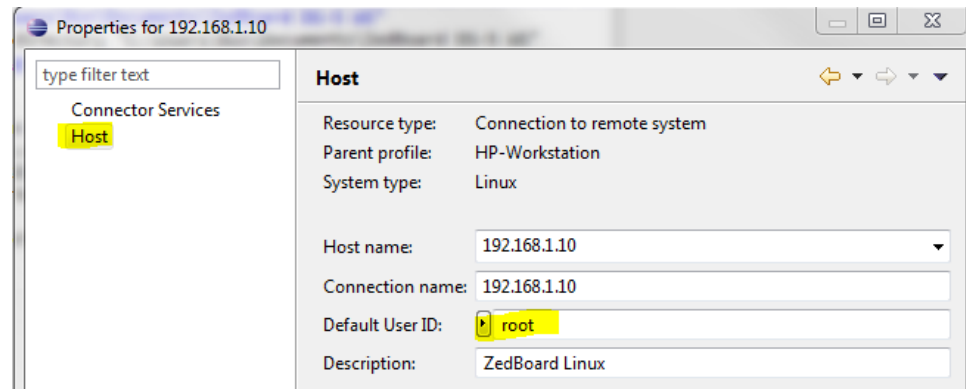 Properties for 192.168.1.10
type filter text
Connector Services
Host
Host
Resource type: Connection to remote system
Parent profile: HP-Workstation
System type: Linux
Host name: 192.168.1.10
Connection name: 192.168.1.10
Default User ID: root
Description: ZedBoard Linux